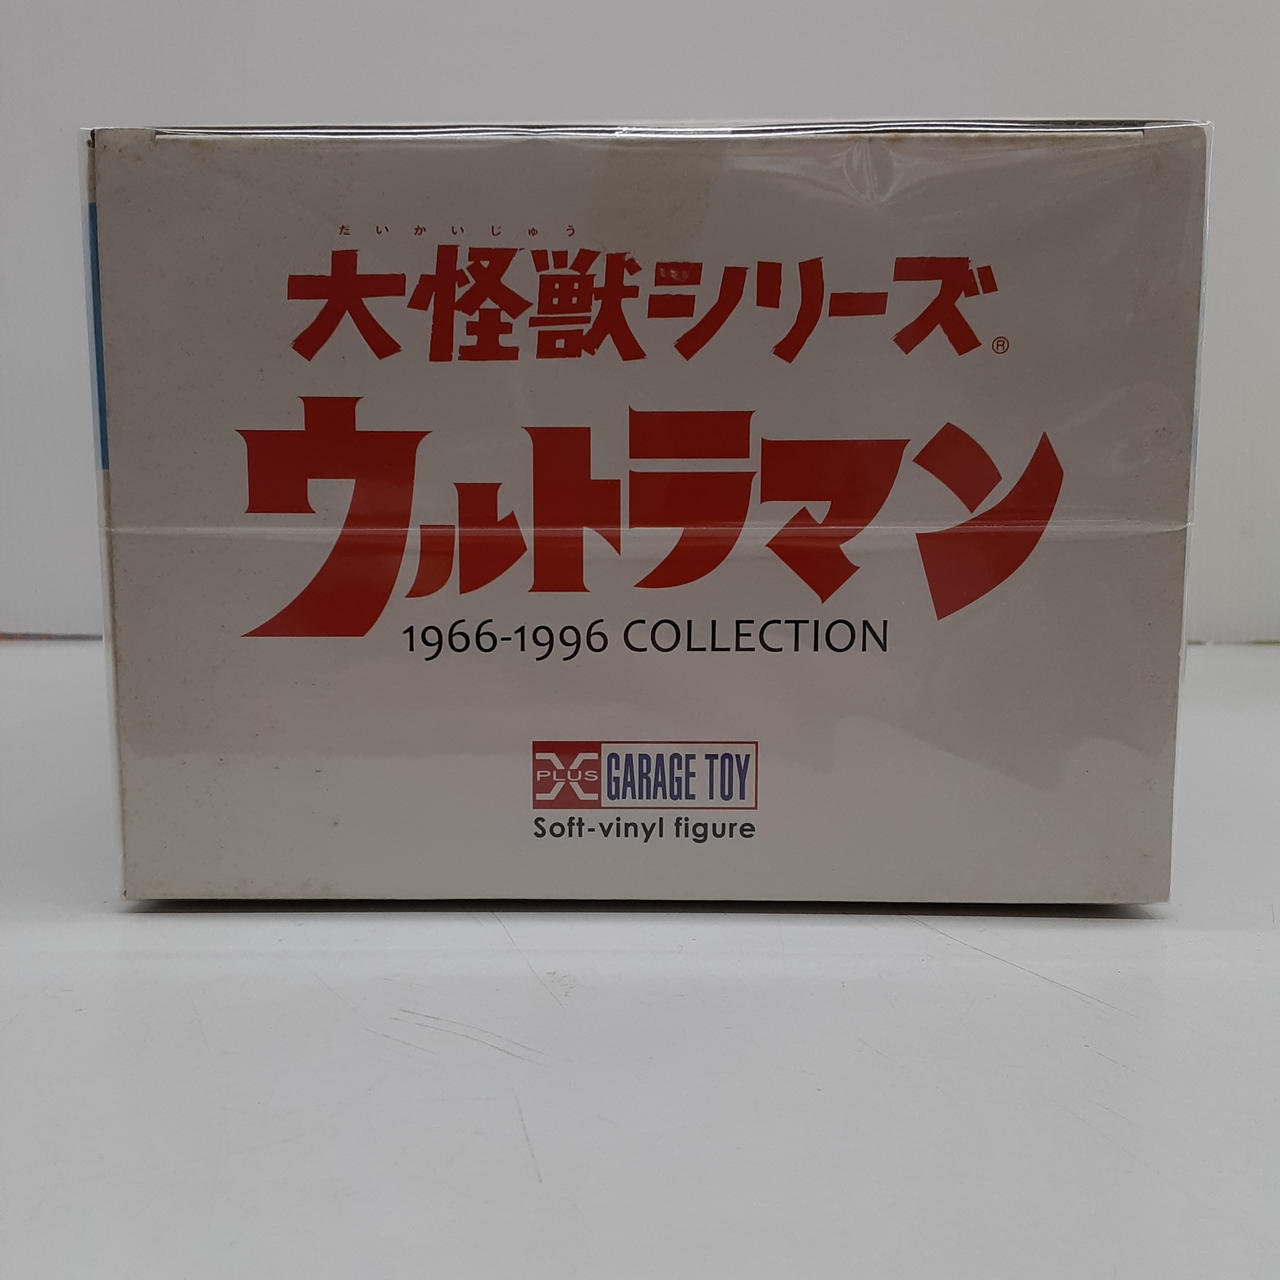 だいかいじゅう
大怪獣シリーズ®
ウルトラマン
1966-1996 COLLECTION
X PLUS GARAGE TOY
Soft-vinyl figure